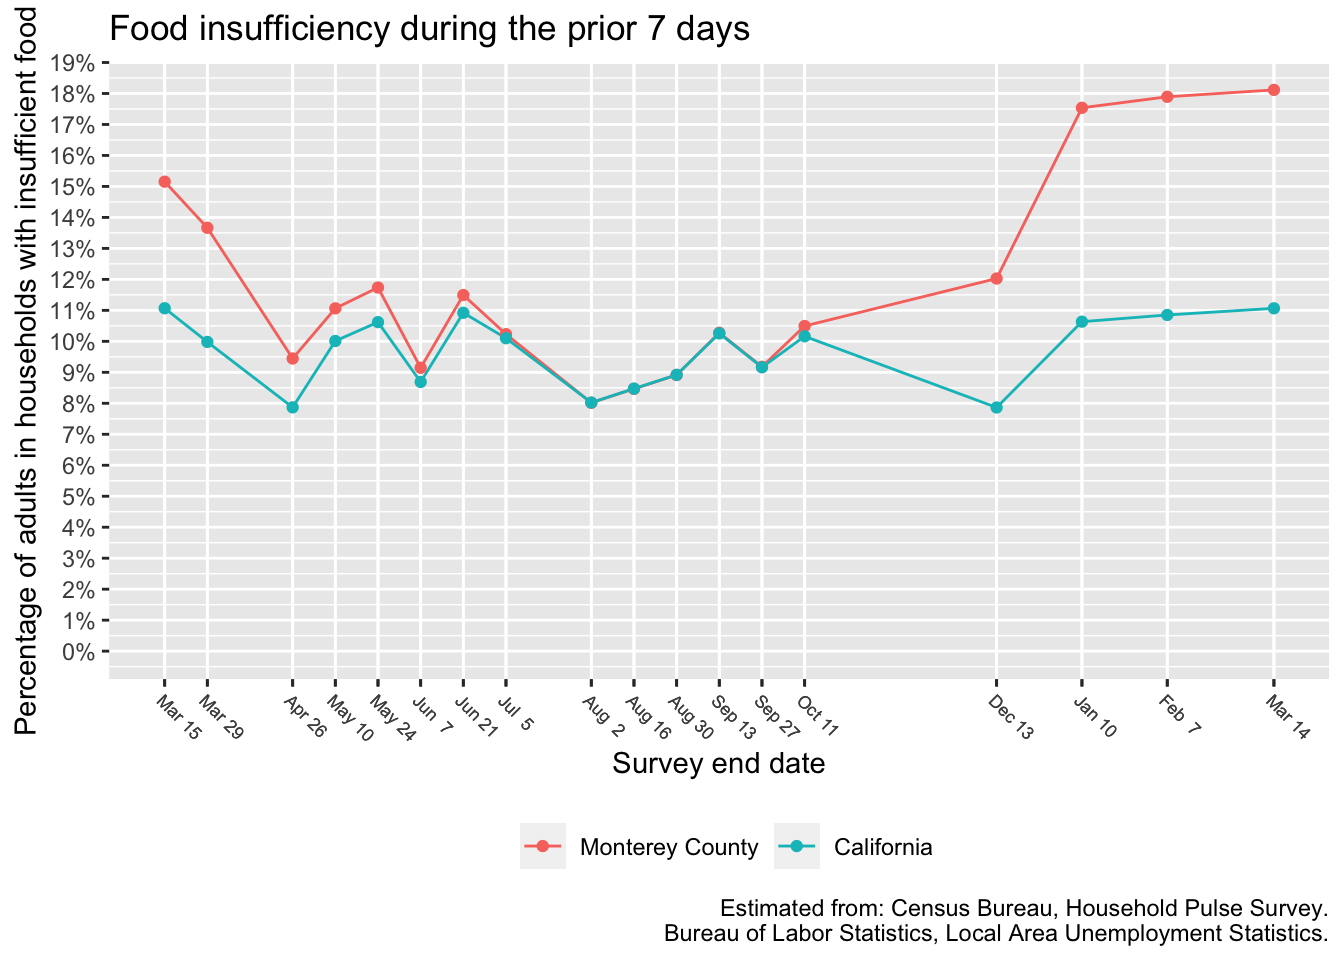 Food insufficiency during the prior 7 days
Percentage of adults in households with insufficient food
19%
18%
17%
16%
15%
14%
13%
12%
11%
10%
9%
8%
7%
6%
5%
4%
3%
2%
1%
0%
Mar 15
Mar 29
Apr 26
May 10
May 24
Jun 7
Jun 21
Jul 5
Aug 2
Aug 16
Aug 30
Sep 13
Sep 27
Oct 11
Dec 13
Jan 10
Feb 7
Mar 14
Survey end date
Monterey County
California
Estimated from: Census Bureau, Household Pulse Survey.
Bureau of Labor Statistics, Local Area Unemployment Statistics.